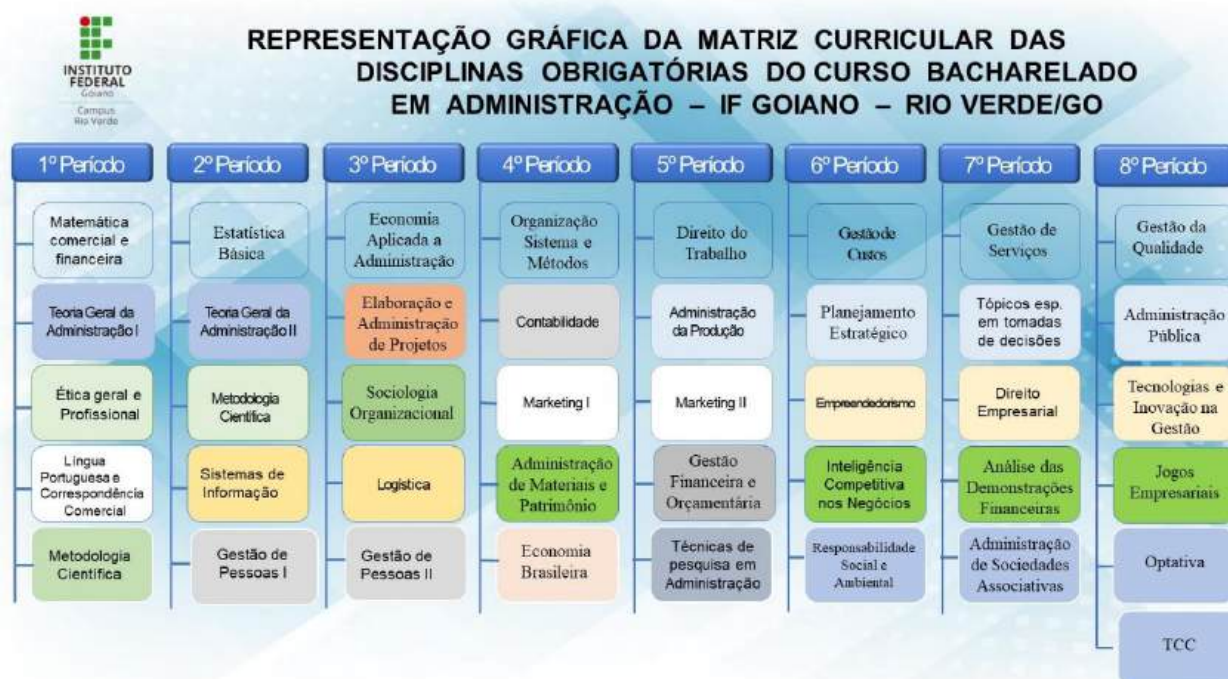 INSTITUTO
FEDERAL
Goiano
Campus
Rio Verde
REPRESENTAÇÃO GRÁFICA DA MATRIZ CURRICULAR DAS
DISCIPLINAS OBRIGATÓRIAS DO CURSO BACHARELADO
EM ADMINISTRAÇÃO – IF GOIANO – RIO VERDE/GO
1º Período
Matemática
comercial e
financeira
Teoria Geral da
Administração I
Ética geral e
Profissional
Língua
Portuguesa e
Correspondência
Comercial
Metodologia
Científica
2º Período
Estatística
Básica
Teoria Geral da
Administração II
Metodologia
Científica
Sistemas de
Informação
Gestão de
Pessoas I
3º Período
Economia
Aplicada a
Administração
Elaboração e
Administração
de Projetos
Sociologia
Organizacional
Logística
Gestão de
Pessoas II
4º Período
Organização
Sistema e
Métodos
Contabilidade
Marketing I
Administração
de Materiais e
Patrimônio
Economia
Brasileira
5º Período
Direito do
Trabalho
Administração
da Produção
Marketing II
Gestão
Financeira e
Orçamentária
Técnicas de
pesquisa em
Administração
6º Período
Gestão de
Custos
Planejamento
Estratégico
Empreendedorismo
Inteligência
Competitiva
nos Negócios
Responsabilidade
Social e
Ambiental
7º Período
Gestão de
Serviços
Tópicos esp.
em tomadas
de decisões
Direito
Empresarial
Análise das
Demonstrações
Financeiras
Administração
de Sociedades
Associativas
8º Período
Gestão da
Qualidade
Administração
Pública
Tecnologias e
Inovação na
Gestão
Jogos
Empresariais
Optativa
TCC